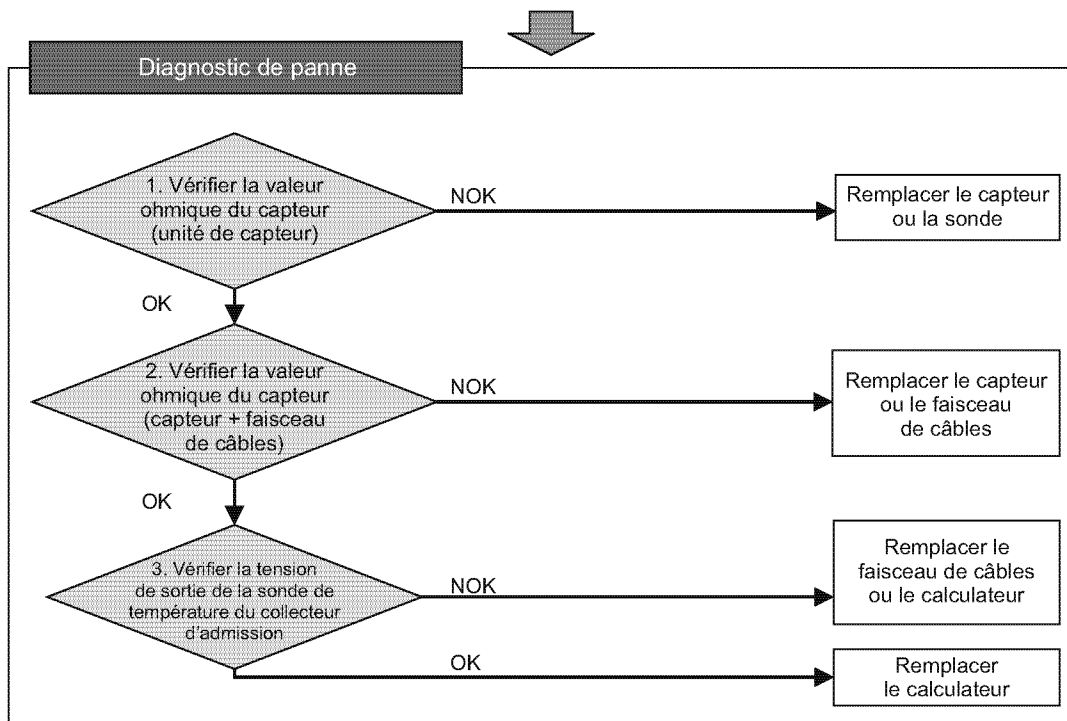 Diagnostic de panne
1. Vérifier la valeur
ohmique du capteur
(unité de capteur)
NOK
Remplacer le capteur
ou la sonde
OK
2. Vérifier la valeur
ohmique du capteur
(capteur + faisceau
de câbles)
NOK
Remplacer le capteur
ou le faisceau
de câbles
OK
3. Vérifier la tension
de sortie de la sonde de
température du collecteur
d'admission
NOK
Remplacer le
faisceau de câbles
ou le calculateur
OK
Remplacer
le calculateur